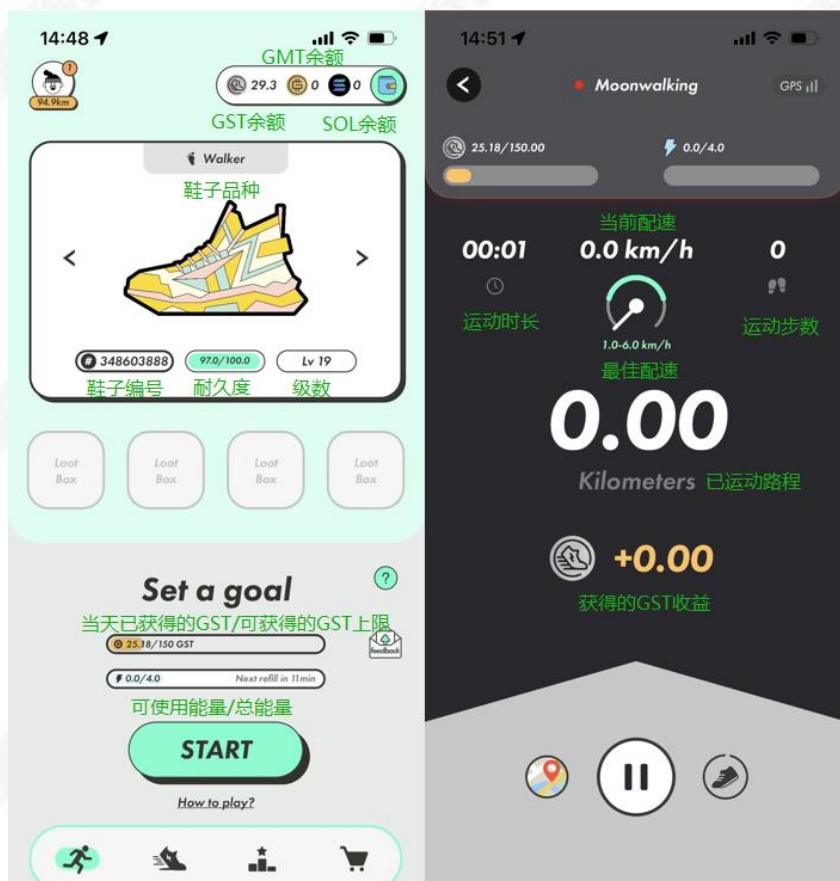 14:48
GMT余额
1
94.9km
29.3 0 0
GST余额 SOL余额
Walker
鞋子品种
# 348603888 97.0/100.0 Lv 19
鞋子编号 耐久度 级数
Loot Box
Loot Box
Loot Box
Loot Box
Set a goal
?
当天已获得的GST/可获得的GST上限
25.18/150 GST
feedback
0.0/4.0 Next refill in 11min
可使用能量/总能量
START
How to play?
14:51
Moonwalking
GPS
25.18/150.00 0.0/4.0
当前配速
00:01 0.0 km/h 0
运动时长 运动步数
1.0-6.0 km/h
最佳配速
0.00
Kilometers 已运动路程
+0.00
获得的GST收益